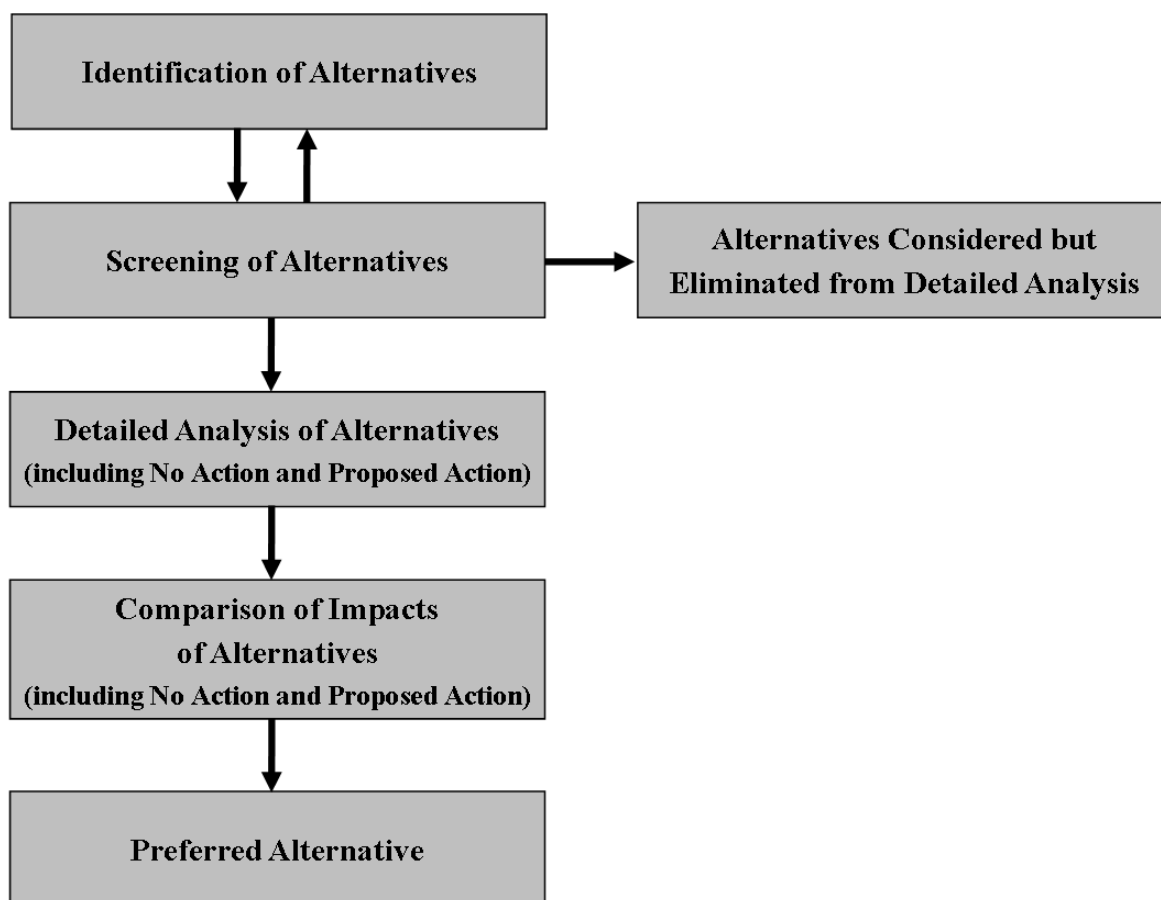 Identification of Alternatives
Screening of Alternatives
Alternatives Considered but
Eliminated from Detailed Analysis
Detailed Analysis of Alternatives
(including No Action and Proposed Action)
Comparison of Impacts
of Alternatives
(including No Action and Proposed Action)
Preferred Alternative